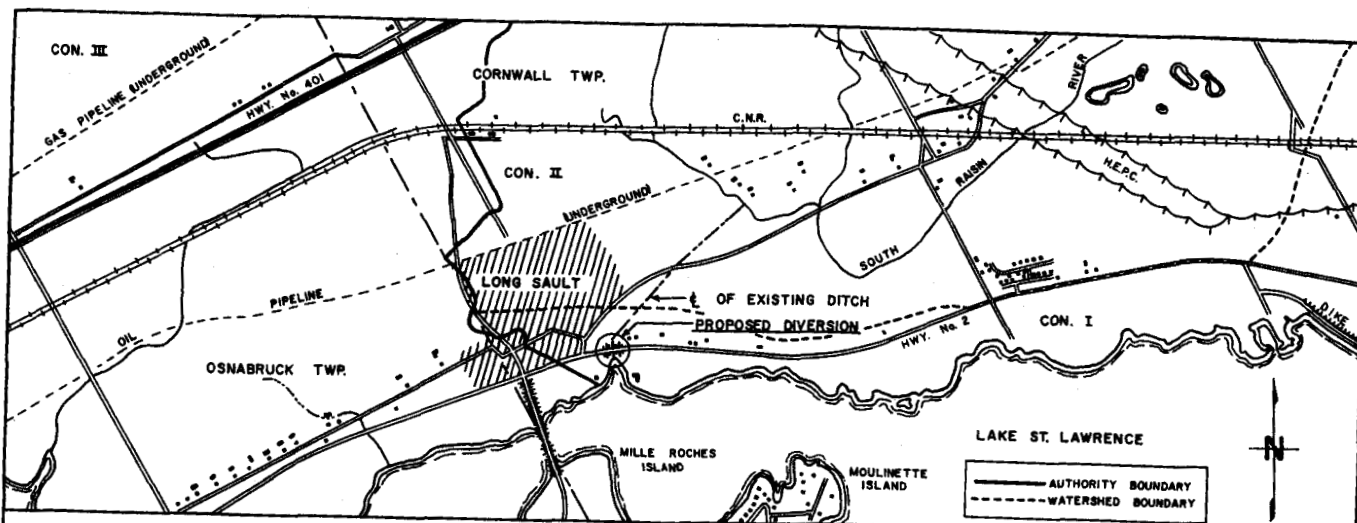 CON. III
GAS PIPELINE (UNDERGROUND)
HWY. No. 401
CORNWALL TWP.
C.N.R.
RIVER
CON. II
(UNDERGROUND)
H.E.P.C.
RAISIN
SOUTH
LONG SAULT
PIPELINE
OIL
℄ OF EXISTING DITCH
PROPOSED DIVERSION
HWY. No. 2
CON. I
DIKE
OSNABRUCK TWP.
MILLE ROCHES
ISLAND
MOULINETTE
ISLAND
LAKE ST. LAWRENCE
N
AUTHORITY BOUNDARY
WATERSHED BOUNDARY